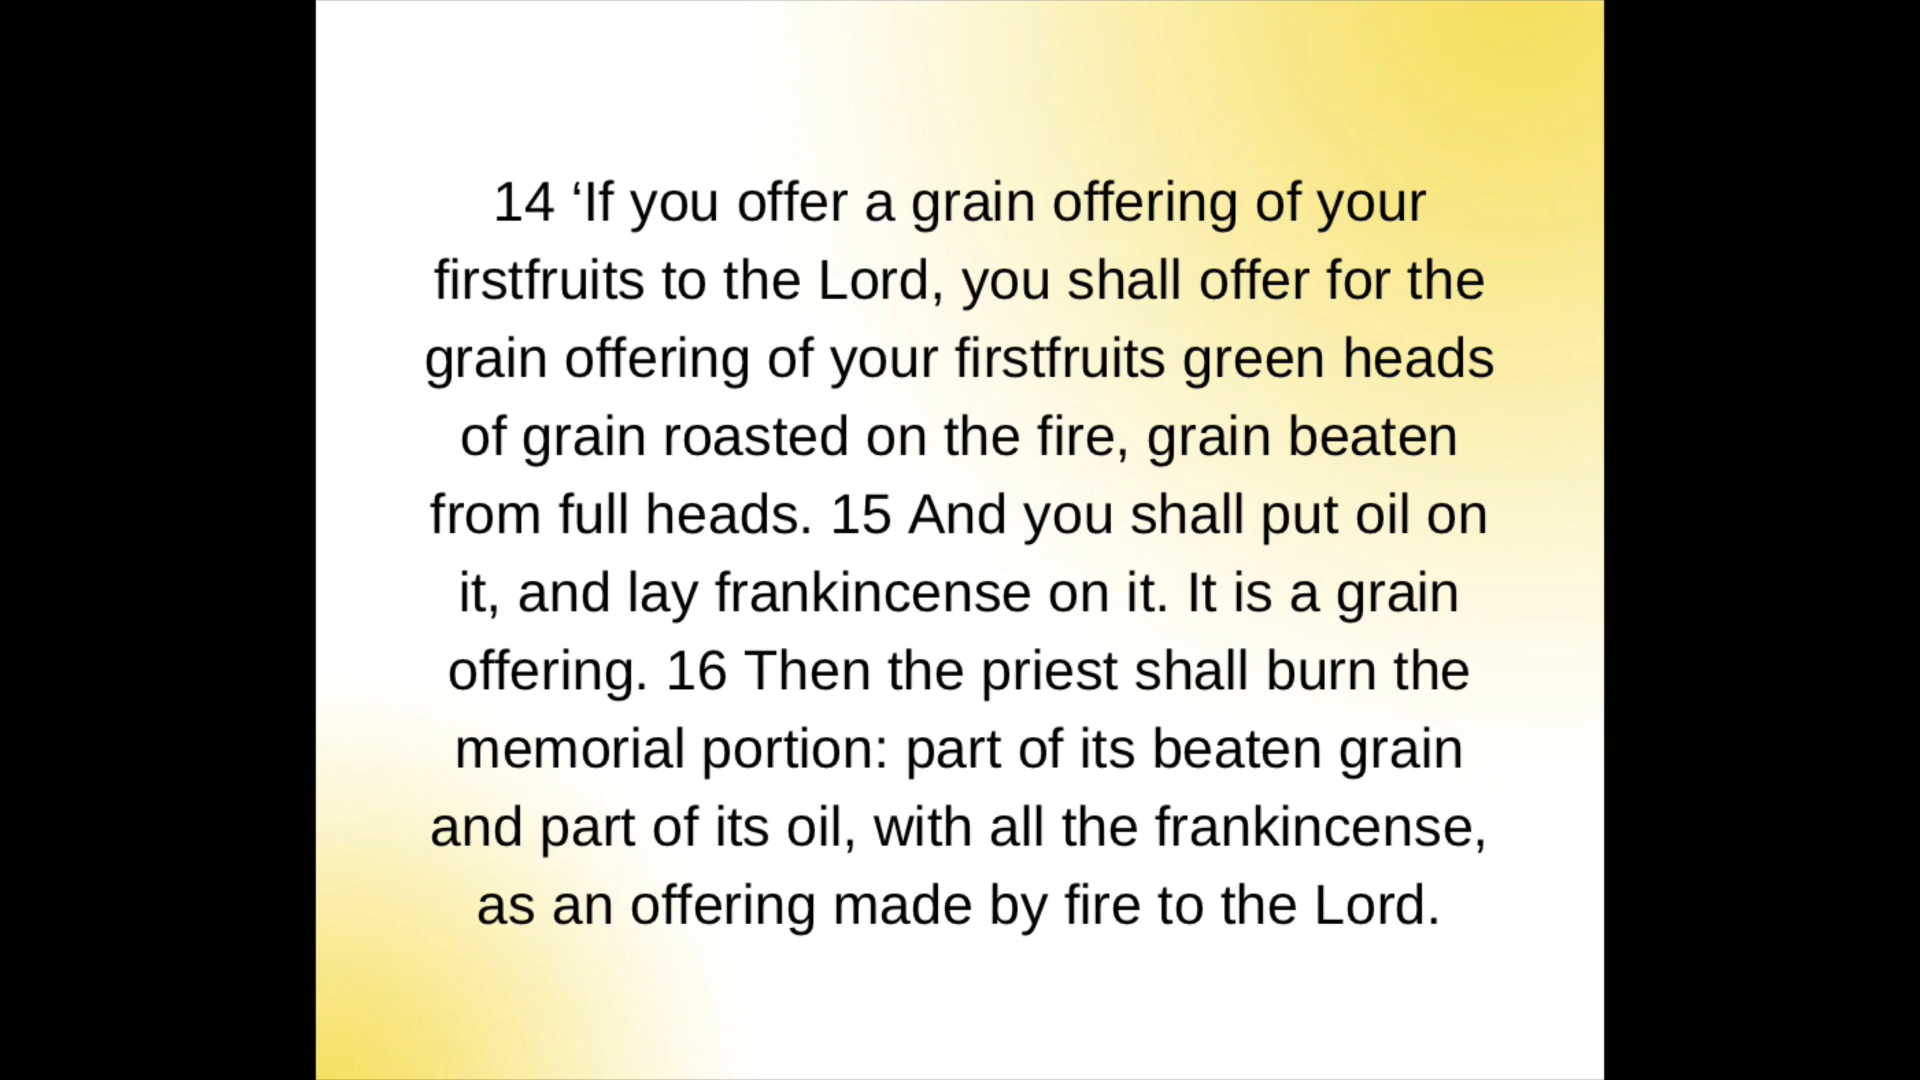 14 ‘If you offer a grain offering of your
firstfruits to the Lord, you shall offer for the
grain offering of your firstfruits green heads
of grain roasted on the fire, grain beaten
from full heads. 15 And you shall put oil on
it, and lay frankincense on it. It is a grain
offering. 16 Then the priest shall burn the
memorial portion: part of its beaten grain
and part of its oil, with all the frankincense,
as an offering made by fire to the Lord.